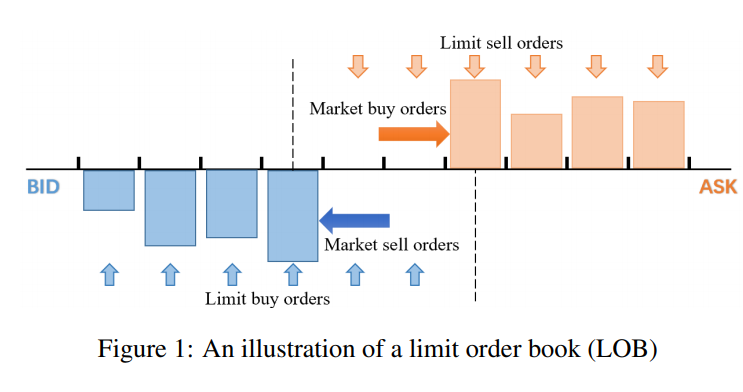 Limit sell orders
Market buy orders
BID
ASK
Market sell orders
Limit buy orders
Figure 1: An illustration of a limit order book (LOB)